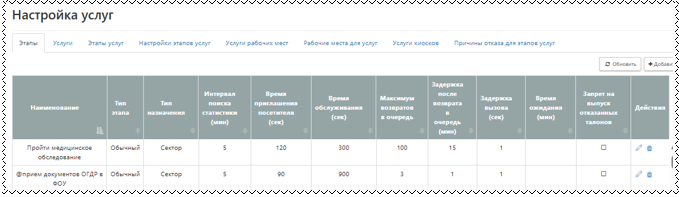 Настройка услуг
Этапы Услуги Этапы услуг Настройки этапов услуг Услуги рабочих мест Рабочие места для услуг Услуги киосков Причины отказа для этапов услуг
Обновить
Наименование Тип этапа Тип назначения Интервал поиска статистики (мин) Время приглашения посетителя (сек) Время обслуживания (сек) Максимум возвратов в очередь Задержка после возврата в очередь (мин) Задержка вызова (сек) Время ожидания (мин) Запрет на выпуск отказанных талонов Действия
Пройти медицинское обследование Обычный Сектор 5 120 300 100 15 1
@прием документов ОГДР в ФОУ Обычный Сектор 5 90 900 3 1 1